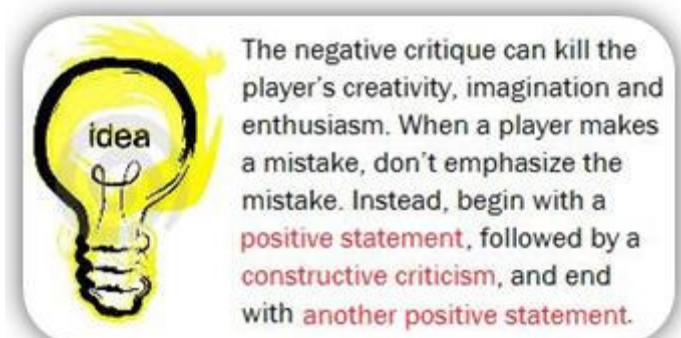 idea
The negative critique can kill the
player's creativity, imagination and
enthusiasm. When a player makes
a mistake, don't emphasize the
mistake. Instead, begin with a
positive statement, followed by a
constructive criticism, and end
with another positive statement.